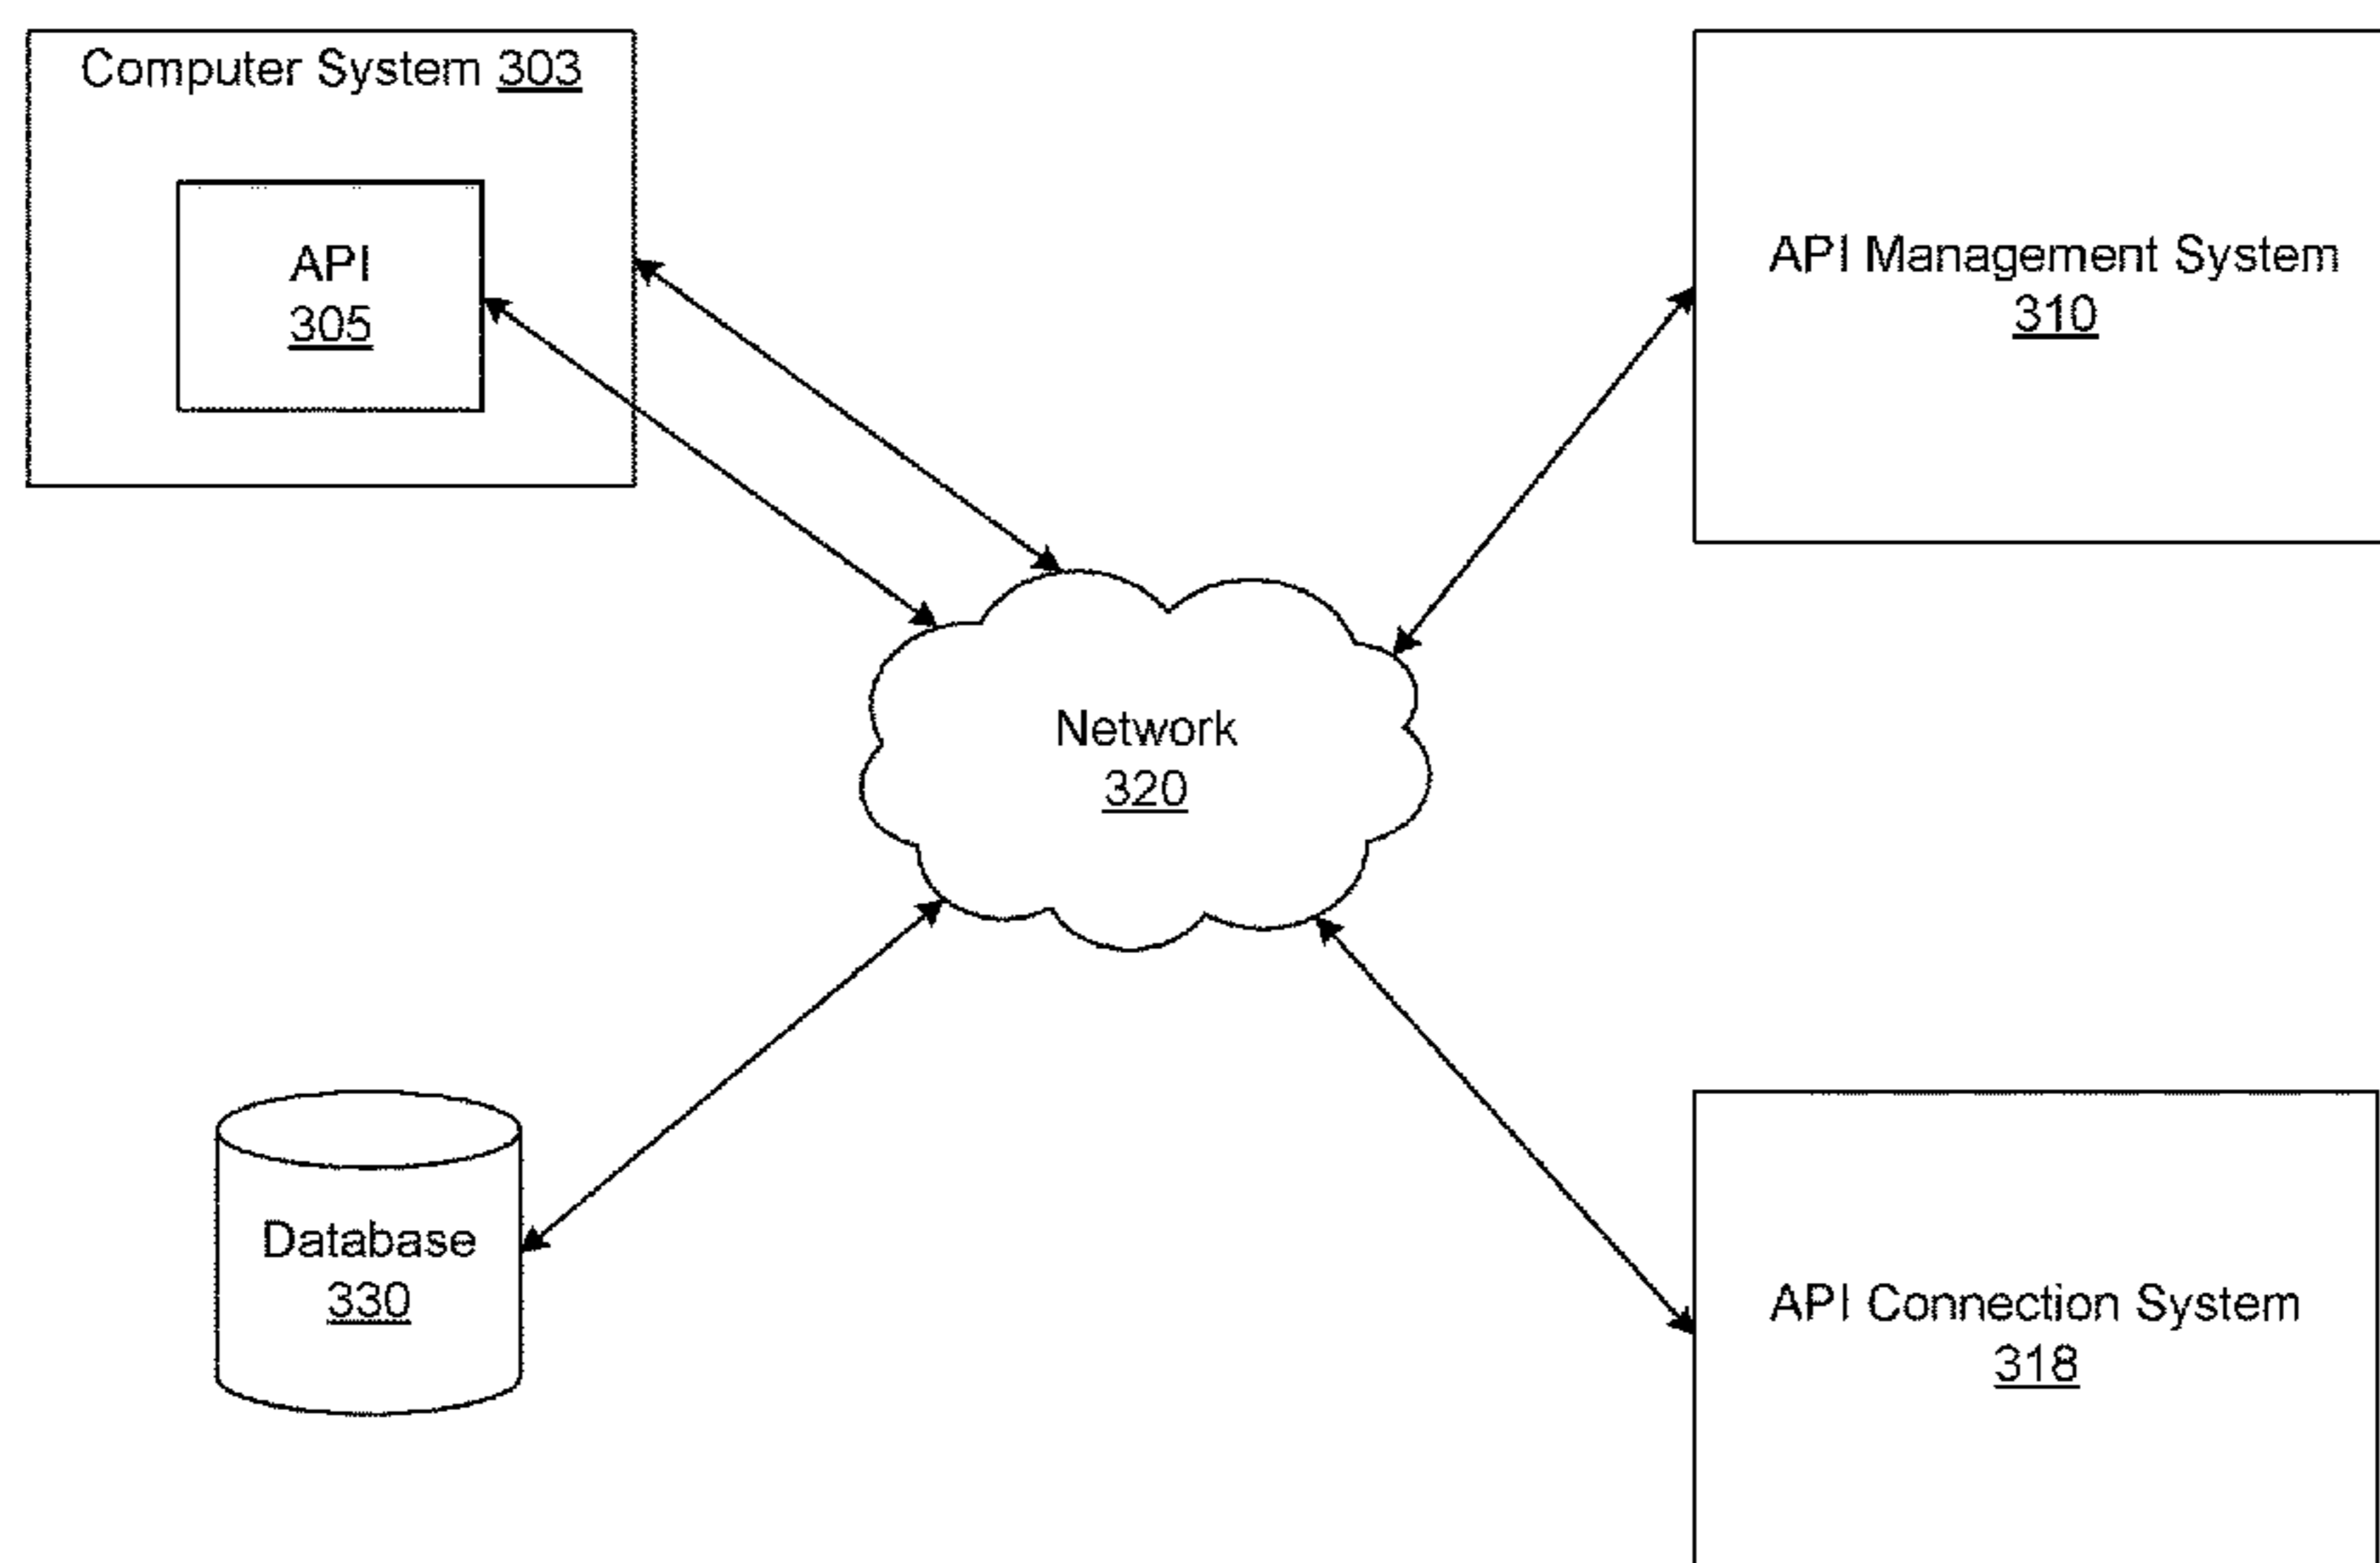 Computer System 303
API
305
API Management System
310
Network
320
Database
330
API Connection System
318